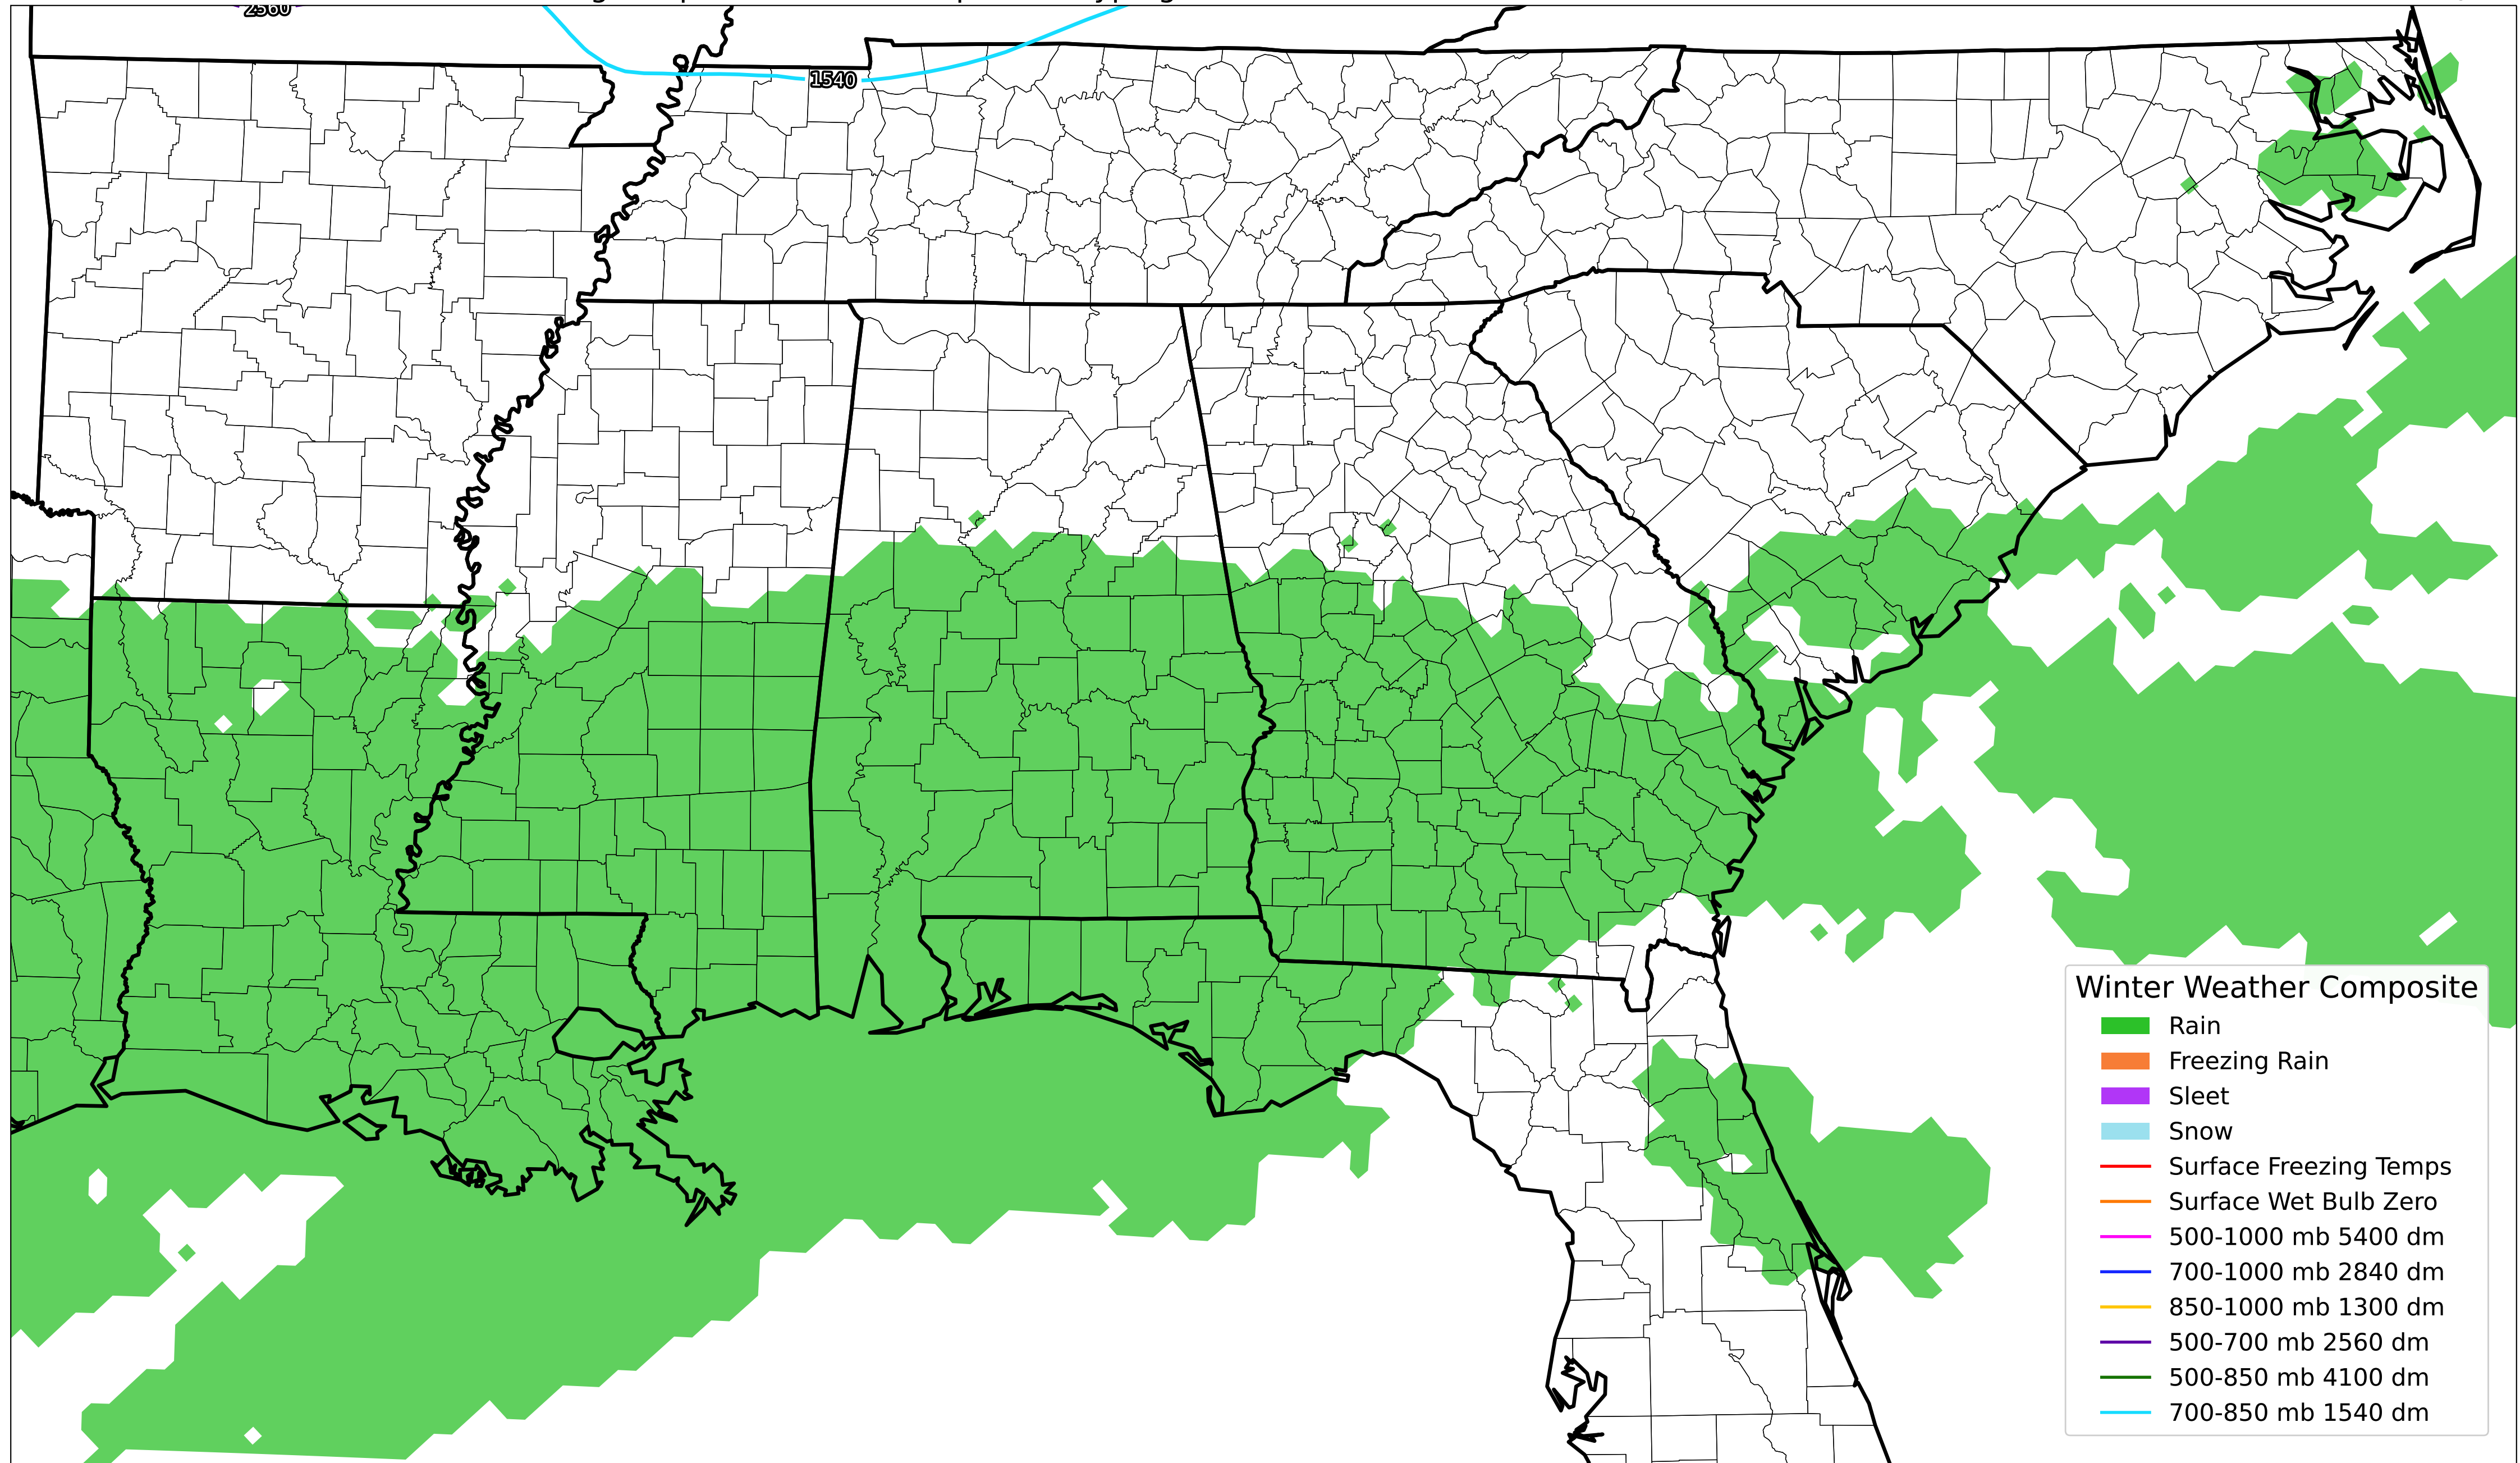 2560
1540
Winter Weather Composite
Rain
Freezing Rain
Sleet
Snow
Surface Freezing Temps
Surface Wet Bulb Zero
500-1000 mb 5400 dm
700-1000 mb 2840 dm
850-1000 mb 1300 dm
500-700 mb 2560 dm
500-850 mb 4100 dm
700-850 mb 1540 dm